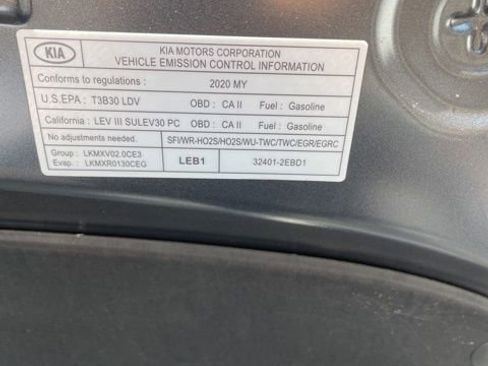 KIA
KIA MOTORS CORPORATION
VEHICLE EMISSION CONTROL INFORMATION
Conforms to regulations : 2020 MY
U.S.EPA : T3B30 LDV OBD : CA II Fuel : Gasoline
California : LEV III SULEV30 PC OBD : CA II Fuel : Gasoline
No adjustments needed. SFI/WR-HO2S/HO2S/WU-TWC/TWC/EGR/EGRC
Group : LKMXV02.0CE3
Evap. : LKMXR0130CEG
LEB1
32401-2EBD1